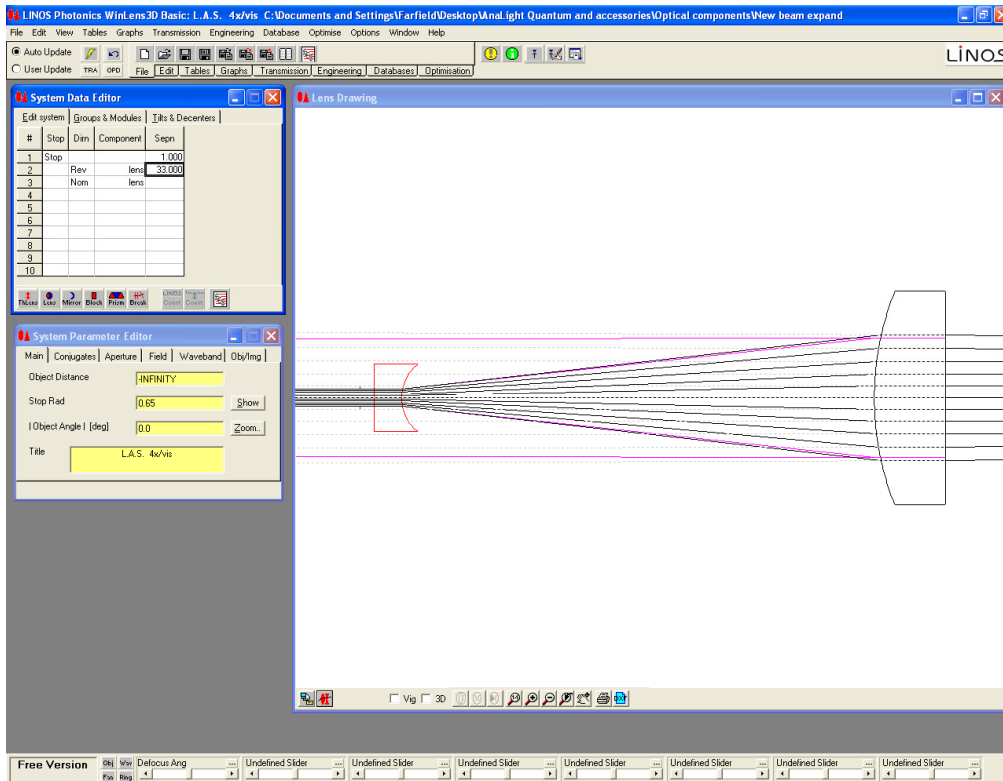 LINOS Photonics WinLens3D Basic: L.A.S. 4x/vis C:\Documents and Settings\Farfield\Desktop\AnaLight Quantum and accessories\Optical components\New beam expand
File Edit View Tables Graphs Transmission Engineering Database Optimise Options Window Help
Auto Update
User Update TRA OPD File Edit Tables Graphs Transmission Engineering Databases Optimisation
LINOS
System Data Editor
Edit system Groups & Modules Tilts & Decenters
# Stop Dirn Component Sepn
1 Stop 1.000
2 Rev lens 33.000
3 Nom lens
4
5
6
7
8
9
10
ThLens Lens Mirror Block Prism Break
System Parameter Editor
Main Conjugates Aperture Field Waveband Obj/Img
Object Distance -INFINITY
Stop Rad 0.65 Show
| Object Angle | [deg] 0.0 Zoom..
Title L.A.S. 4x/vis
Lens Drawing
Vig 3D
Free Version Obj Wav Defocus Ang ... Undefined Slider ... Undefined Slider ... Undefined Slider ... Undefined Slider ... Undefined Slider ... Undefined Slider ... Undefined Slider ...
Fan Ring